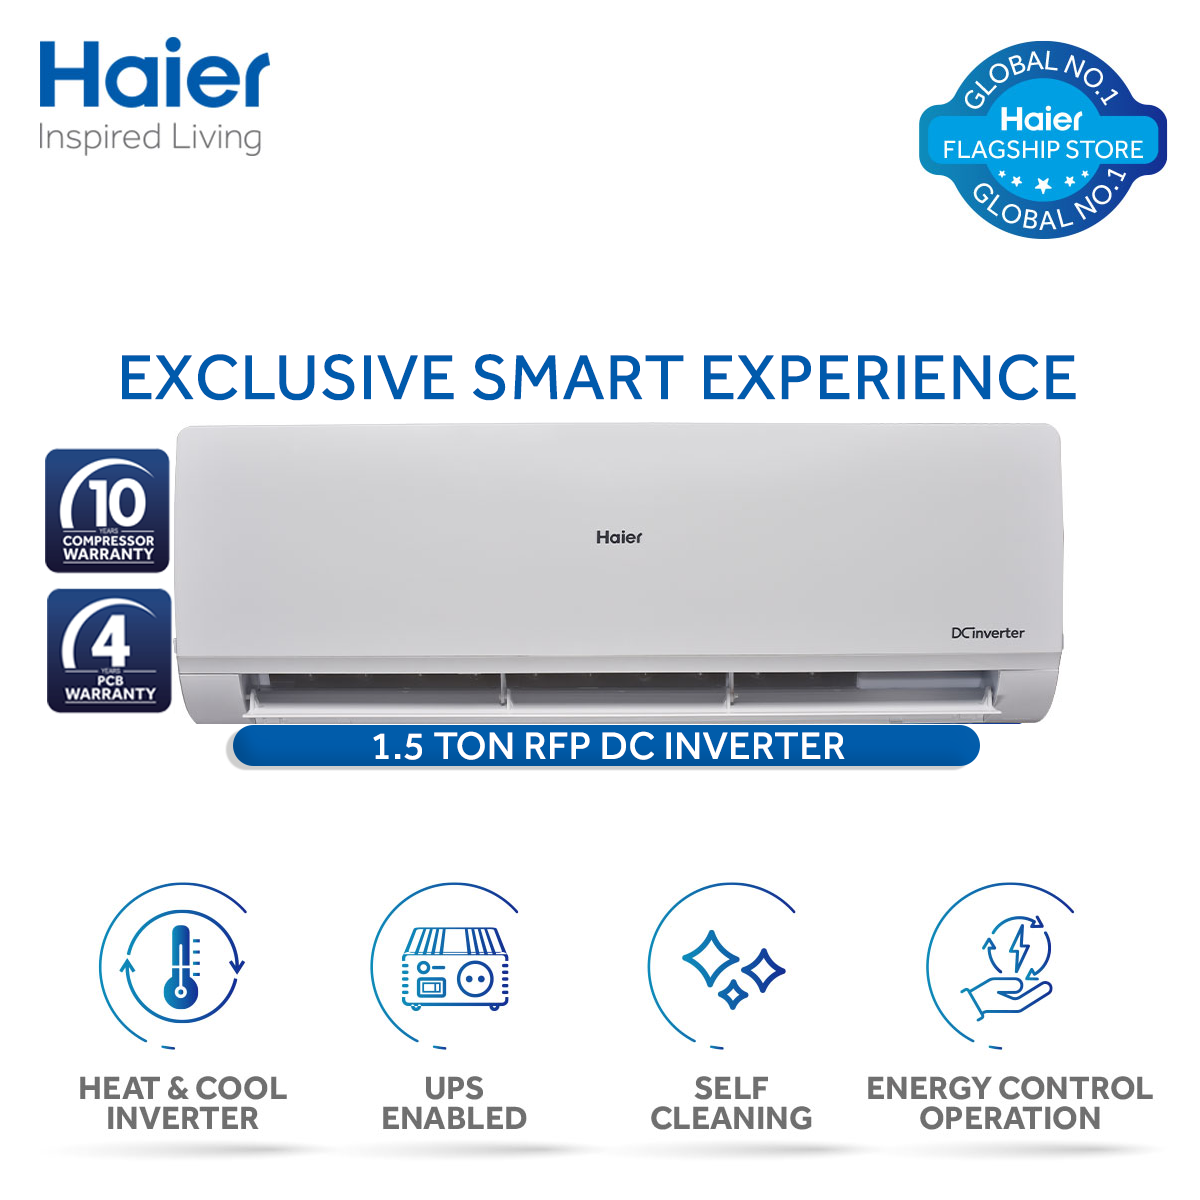 Haier
Inspired Living
GLOBAL NO.1
Haier
FLAGSHIP STORE
GLOBAL NO.1
EXCLUSIVE SMART EXPERIENCE
10
YEARS
COMPRESSOR
WARRANTY
4
YEARS
PCB
WARRANTY
Haier
DC inverter
1.5 TON RFP DC INVERTER
HEAT & COOL
INVERTER
UPS
ENABLED
SELF
CLEANING
ENERGY CONTROL
OPERATION